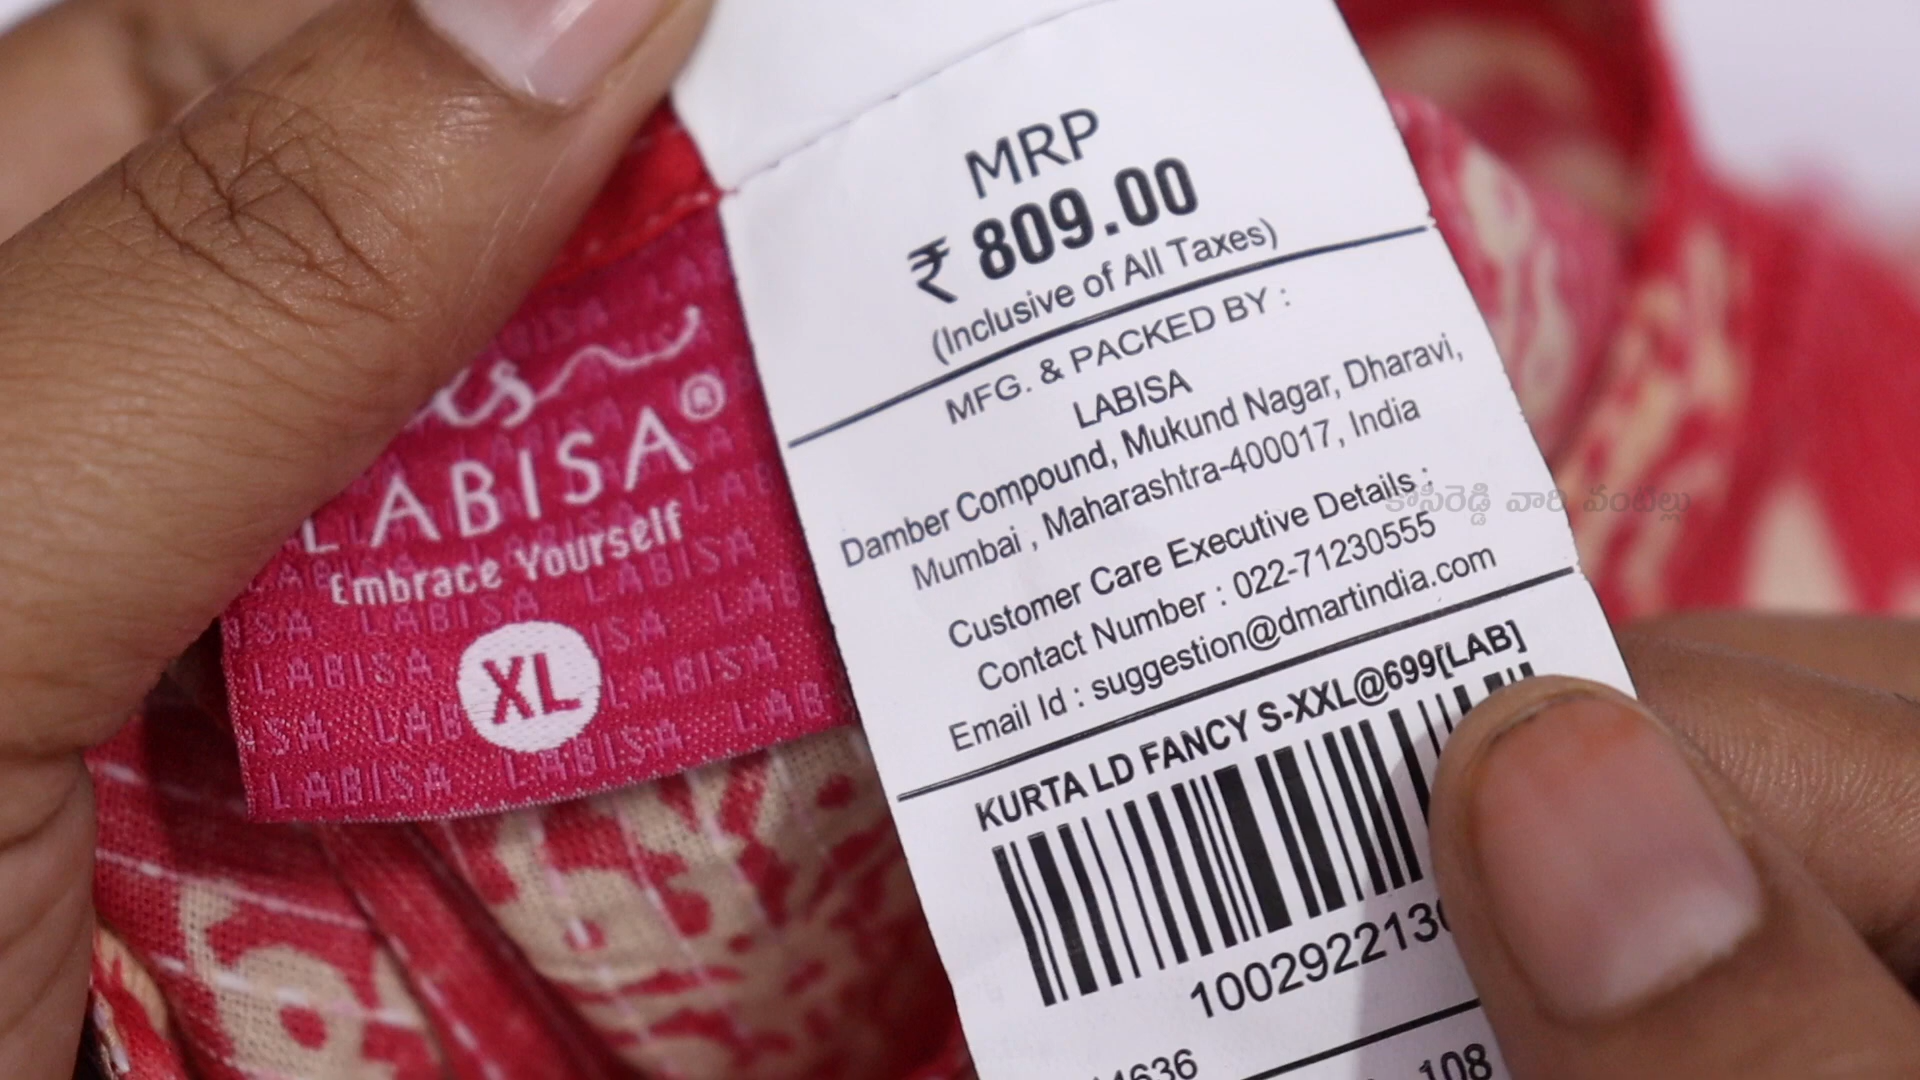 LABISA®
Embrace Yourself
XL
MRP
₹ 809.00
(Inclusive of All Taxes)
MFG. & PACKED BY :
LABISA
Damber Compound, Mukund Nagar, Dharavi,
Mumbai , Maharashtra-400017, India
Customer Care Executive Details :
Contact Number : 022-71230555
Email Id : suggestion@dmartindia.com
KURTA LD FANCY S-XXL@699[LAB]
100292213
108
కోసిరెడ్డి వారి వంటిల్లు